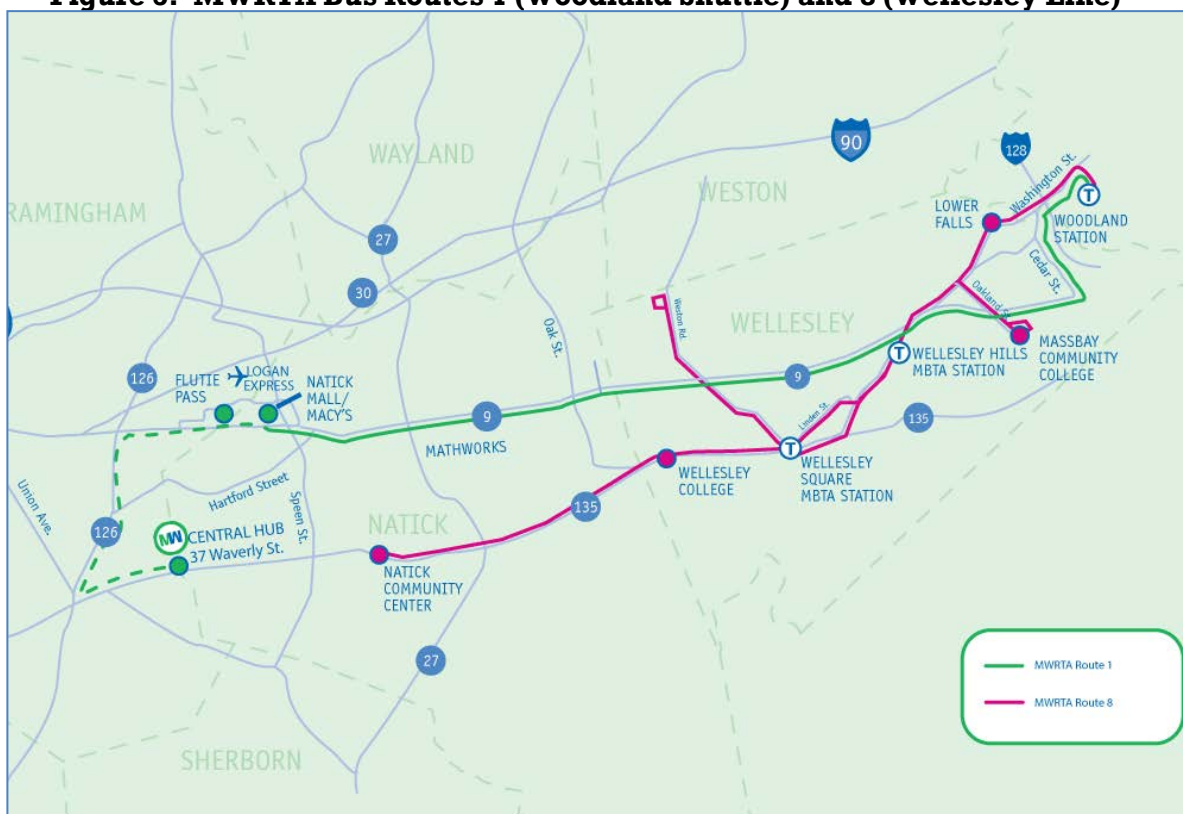 Figure 6: MWRTA Bus Routes 1 (Woodland Shuttle) and 8 (Wellesley Line)
90
128
WAYLAND
WESTON
Washington St.
LOWER
FALLS
WOODLAND
STATION
T
RAMINGHAM
27
30
Cedar St.
Oakland St.
Weston Rd.
WELLESLEY
Oak St.
MASSBAY
COMMUNITY
COLLEGE
T
WELLESLEY HILLS
MBTA STATION
126
FLUTIE
PASS
LOGAN
EXPRESS
NATICK
MALL/
MACY'S
9
9
135
Linden St.
MATHWORKS
T
WELLESLEY
SQUARE
MBTA STATION
WELLESLEY
COLLEGE
Hartford Street
Speen St.
Union Ave.
135
126
NATICK
MW
CENTRAL HUB
37 Waverly St.
NATICK
COMMUNITY
CENTER
27
SHERBORN
MWRTA Route 1
MWRTA Route 8